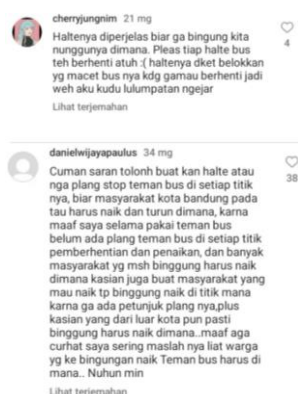 cherryjungnim 21 mg
Haltenya diperjelas biar ga bingung kita
nunggunya dimana. Pleas tiap halte bus
teh berhenti atuh :( haltenya dket belokkan
yg macet bus nya kdg gamau berhenti jadi
weh aku kudu lulumpatan ngejar
4
Lihat terjemahan
danielwijayapaulus 34 mg
Cuman saran tolonh buat kan halte atau
nga plang stop teman bus di setiap titik
nya, biar masyarakat kota bandung pada
tau harus naik dan turun dimana, karna
maaf saya selama pakai teman bus
belum ada plang teman bus di setiap titik
pemberhentian dan penaikan, dan banyak
masyarakat yg msh binggung harus naik
dimana kasian juga buat masyarakat yang
mau naik tp binggung naik di titik mana
karna ga ada petunjuk plang nya,plus
kasian yang dari luar kota pun pasti
binggung harus naik dimana..maaf aga
curhat saya sering maslah nya liat warga
yg ke bingungan naik Teman bus harus di
mana.. Nuhun min
38
Lihat terjemahan